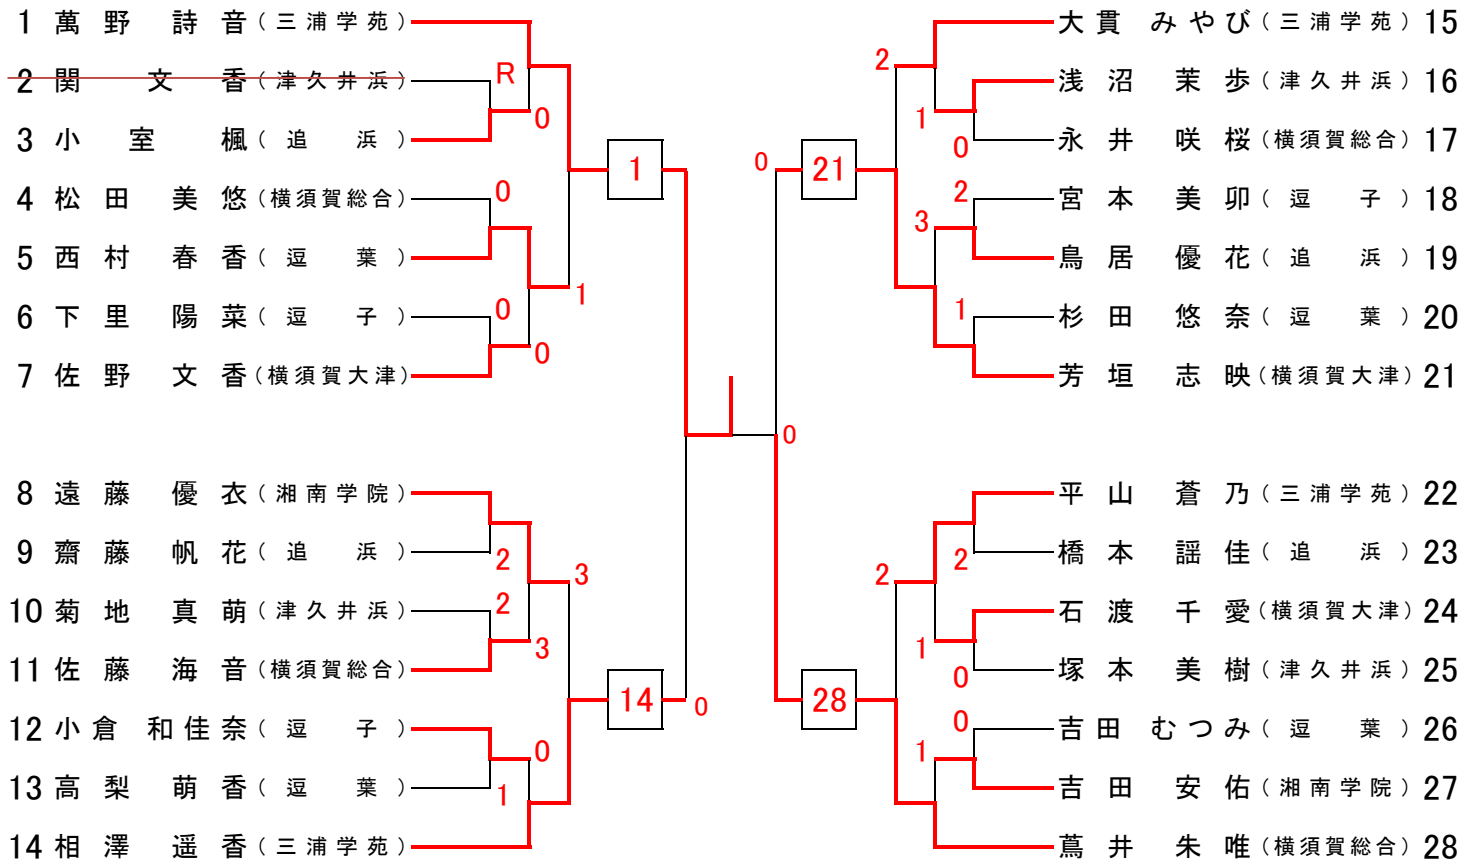 1 萬野 詩音 (三浦学苑)
2 関 文香 (津久井浜)
R
0
3 小室 楓 (追浜)
1
4 松田 美悠 (横須賀総合)
0
5 西村 春香 (逗葉)
1
6 下里 陽菜 (逗子)
0
0
7 佐野 文香 (横須賀大津)
8 遠藤 優衣 (湘南学院)
9 齋藤 帆花 (追浜)
2
3
10 菊地 真萌 (津久井浜)
2
3
11 佐藤 海音 (横須賀総合)
14
0
12 小倉 和佳奈 (逗子)
0
13 高梨 萌香 (逗葉)
1
14 相澤 遥香 (三浦学苑)
0
大貫 みやび (三浦学苑) 15
2
浅沼 茉歩 (津久井浜) 16
1
0
永井 咲桜 (横須賀総合) 17
0
21
2
宮本 美卯 (逗子) 18
3
鳥居 優花 (追浜) 19
1
杉田 悠奈 (逗葉) 20
芳垣 志映 (横須賀大津) 21
平山 蒼乃 (三浦学苑) 22
2
橋本 謡佳 (追浜) 23
2
石渡 千愛 (横須賀大津) 24
1
0
塚本 美樹 (津久井浜) 25
28
0
吉田 むつみ (逗葉) 26
1
吉田 安佑 (湘南学院) 27
蔦井 朱唯 (横須賀総合) 28